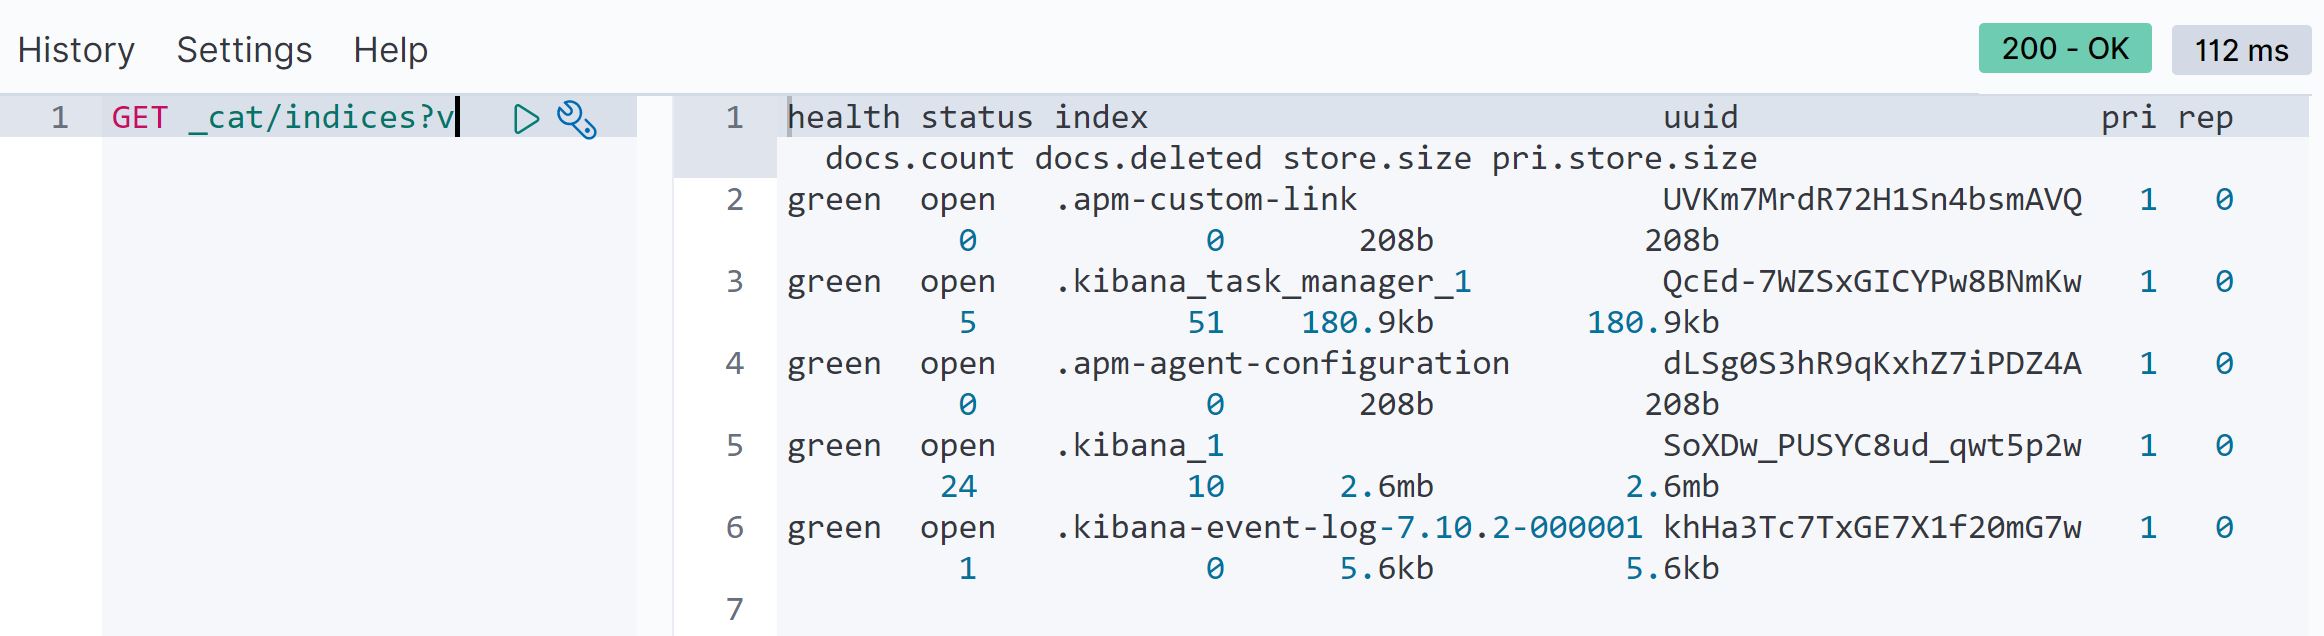 History Settings Help 200 - OK 112 ms
1 GET _cat/indices?v
1 health status index uuid pri rep
docs.count docs.deleted store.size pri.store.size
2 green open .apm-custom-link UVKm7MrdR72H1Sn4bsmAVQ 1 0
0 0 208b 208b
3 green open .kibana_task_manager_1 QcEd-7WZSxGICYPw8BNmKw 1 0
5 51 180.9kb 180.9kb
4 green open .apm-agent-configuration dLSg0S3hR9qKxhZ7iPDZ4A 1 0
0 0 208b 208b
5 green open .kibana_1 SoXDw_PUSYC8ud_qwt5p2w 1 0
24 10 2.6mb 2.6mb
6 green open .kibana-event-log-7.10.2-000001 khHa3Tc7TxGE7X1f20mG7w 1 0
1 0 5.6kb 5.6kb
7